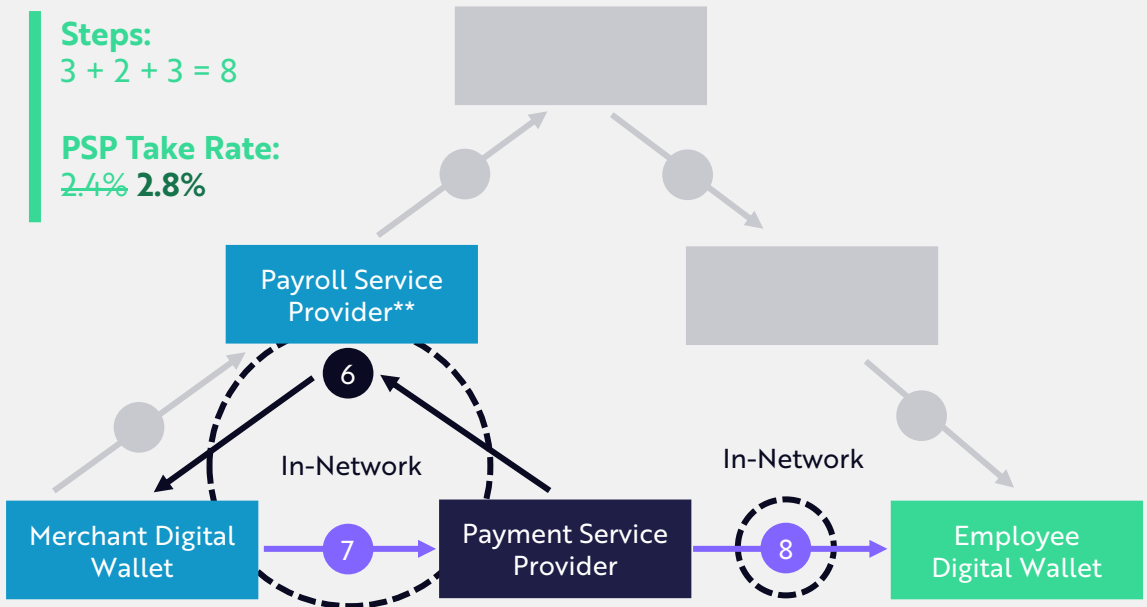 Steps:
3 + 2 + 3 = 8
PSP Take Rate:
2.4% 2.8%
Payroll Service
Provider**
6
In-Network
In-Network
Merchant Digital
Wallet
7
Payment Service
Provider
8
Employee
Digital Wallet